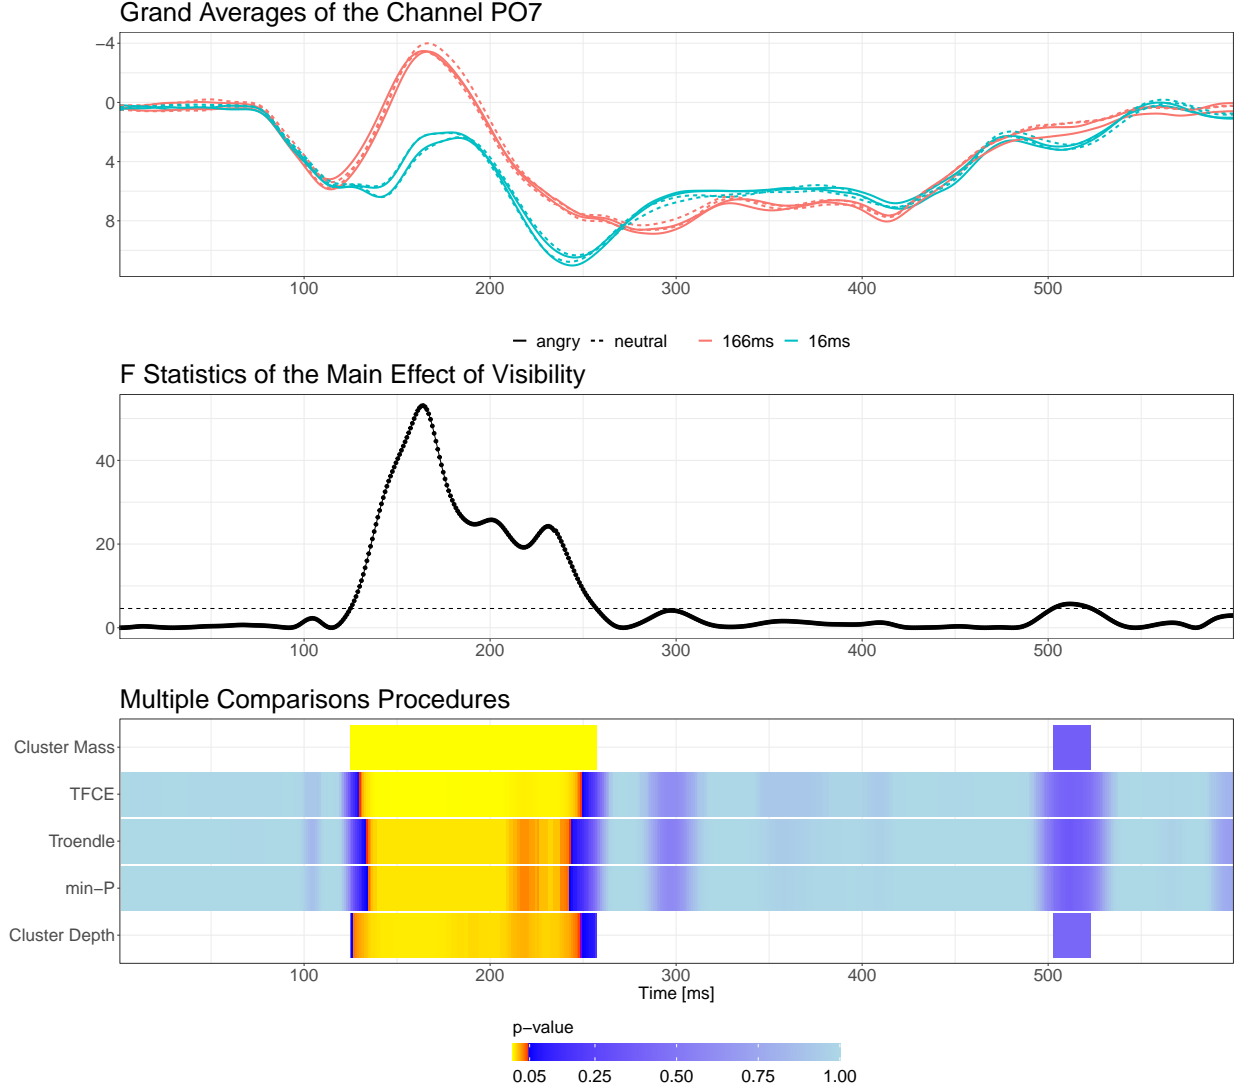 Grand Averages of the Channel PO7
−4
0
4
8
100 200 300 400 500
angry neutral 166ms 16ms
F Statistics of the Main Effect of Visibility
40
20
0
100 200 300 400 500
Multiple Comparisons Procedures
Cluster Mass
TFCE
Troendle
min−P
Cluster Depth
100 200 300 400 500
Time [ms]
p−value
0.05 0.25 0.50 0.75 1.00